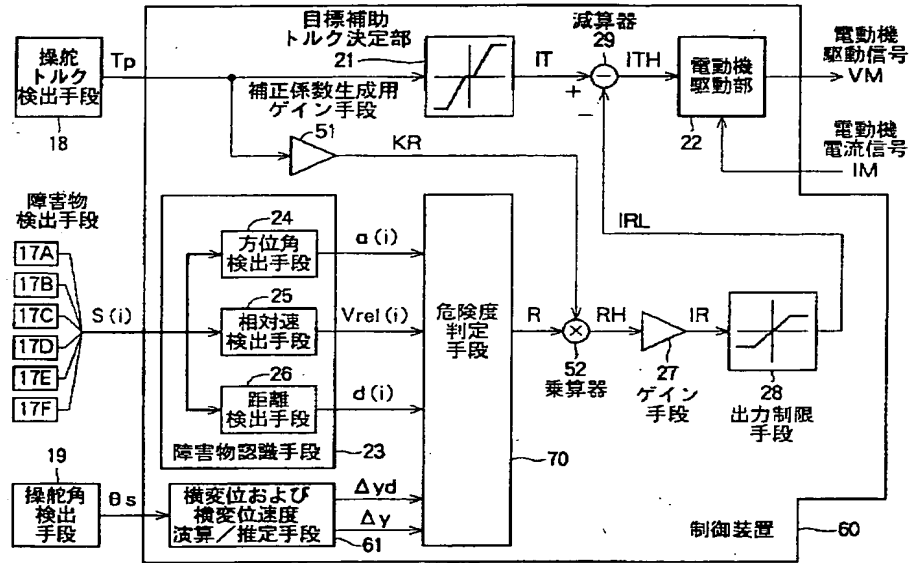 操舵
トルク
検出手段
18
Tp
目標補助
トルク決定部
21
補正係数生成用
ゲイン手段
51
KR
IT
減算器
29
+
−
ITH
電動機
駆動部
22
電動機
駆動信号
VM
電動機
電流信号
IM
障害物
検出手段
17A
17B
17C
17D
17E
17F
S(i)
24
方位角
検出手段
a(i)
25
相対速
検出手段
Vrel(i)
26
距離
検出手段
d(i)
障害物認識手段
23
危険度
判定
手段
70
R
×
52
乗算器
RH
27
ゲイン
手段
IR
28
出力制限
手段
IRL
19
操舵角
検出
手段
θs
横変位および
横変位速度
演算/推定手段
61
Δyd
Δy
制御装置
60